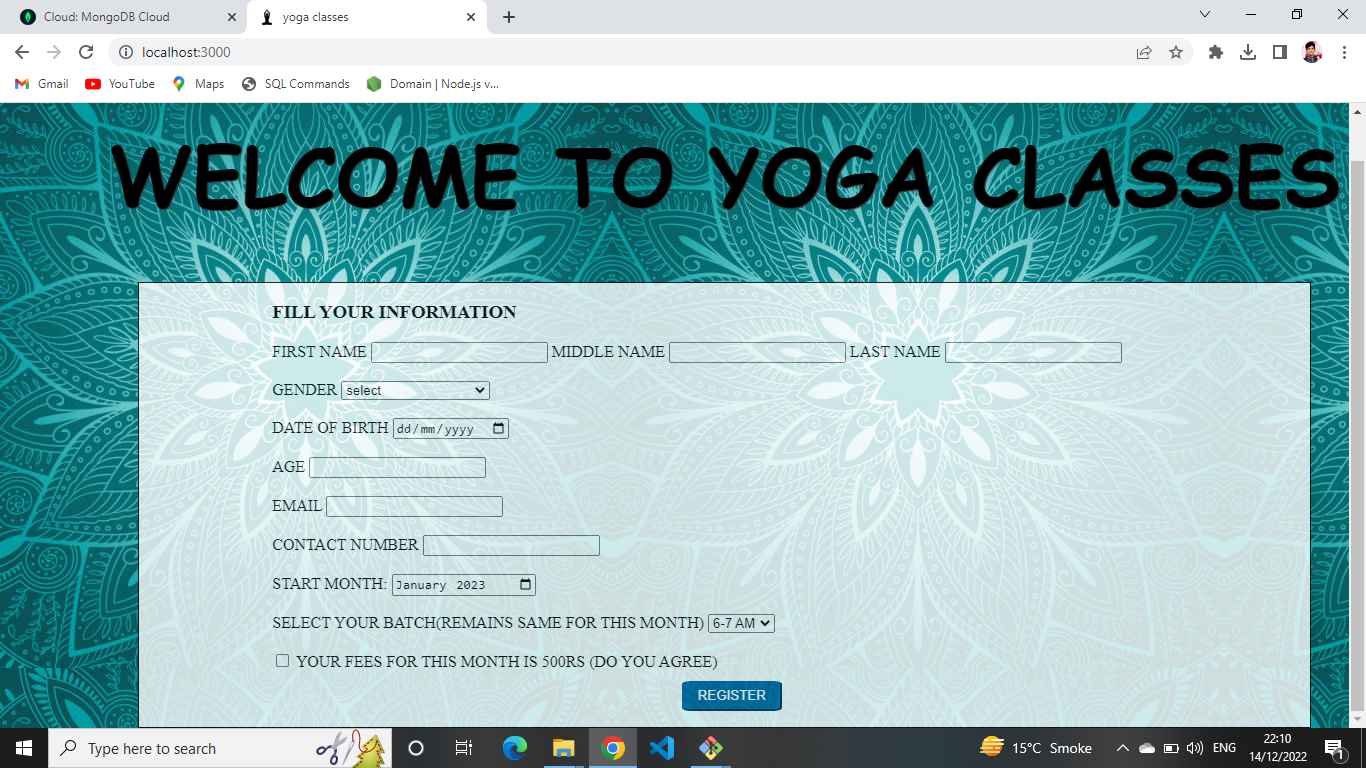 Cloud: MongoDB Cloud
yoga classes
localhost:3000
Gmail
YouTube
Maps
SQL Commands
Domain | Node.js v...
WELCOME TO YOGA CLASSES
FILL YOUR INFORMATION
FIRST NAME MIDDLE NAME LAST NAME
GENDER select
DATE OF BIRTH dd/mm/yyyy
AGE
EMAIL
CONTACT NUMBER
START MONTH: January 2023
SELECT YOUR BATCH(REMAINS SAME FOR THIS MONTH) 6-7 AM
YOUR FEES FOR THIS MONTH IS 500RS (DO YOU AGREE)
REGISTER
Type here to search
15°C Smoke
ENG
22:10
14/12/2022
1